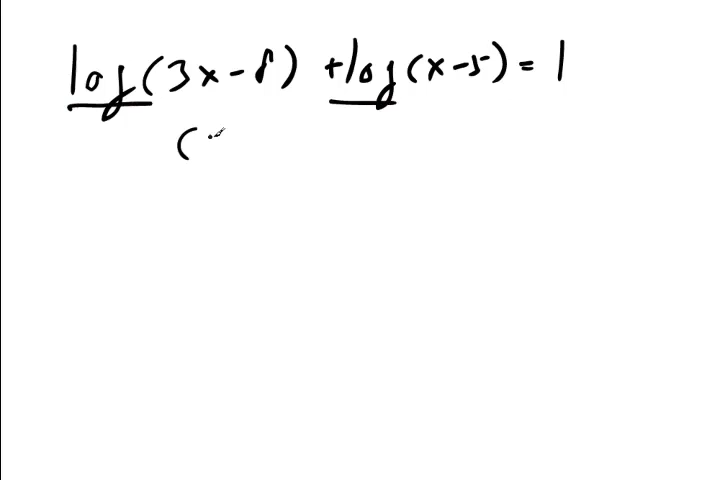 log(3x-8) +log(x-5) = 1
(